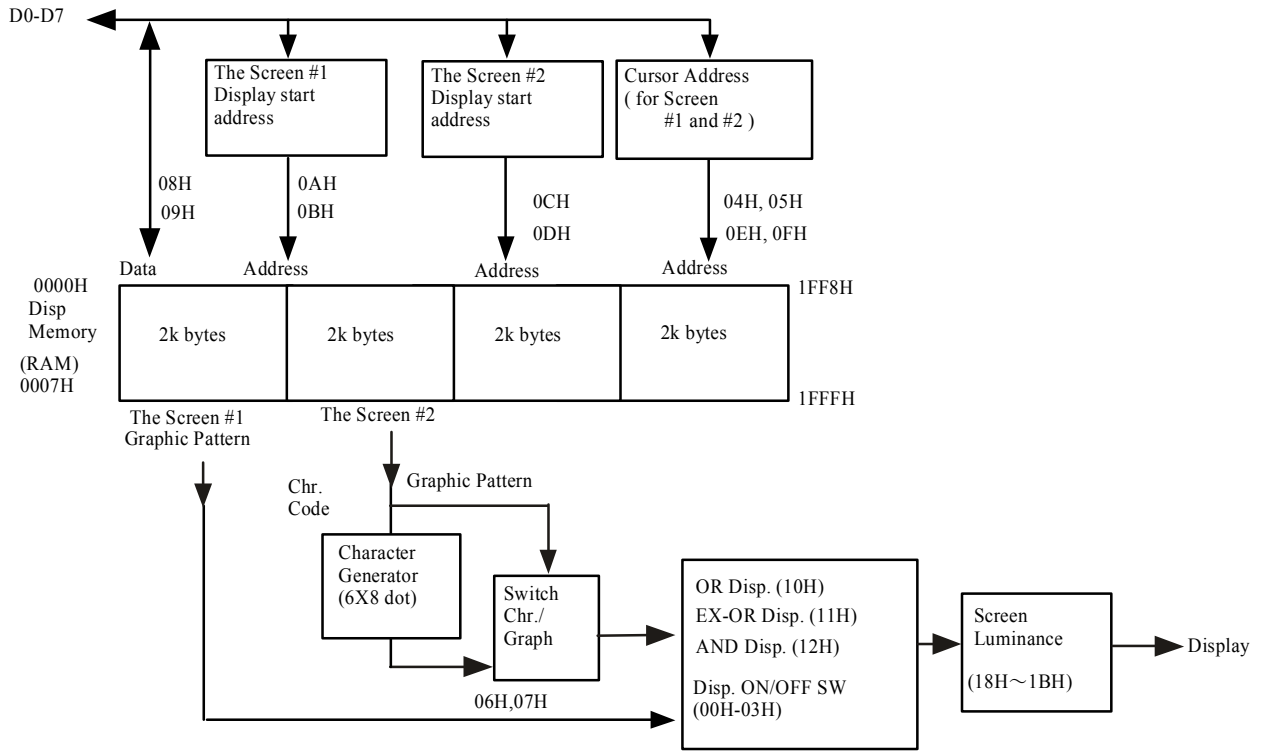 D0-D7
The Screen #1
Display start
address
The Screen #2
Display start
address
Cursor Address
( for Screen
#1 and #2 )
08H
09H
0AH
0BH
0CH
0DH
04H, 05H
0EH, 0FH
Data
Address
Address
Address
0000H
Disp
Memory
(RAM)
0007H
2k bytes
2k bytes
2k bytes
2k bytes
1FF8H
1FFFH
The Screen #1
Graphic Pattern
The Screen #2
Chr.
Code
Graphic Pattern
Character
Generator
(6X8 dot)
Switch
Chr./
Graph
06H,07H
OR Disp. (10H)
EX-OR Disp. (11H)
AND Disp. (12H)
Disp. ON/OFF SW
(00H-03H)
Screen
Luminance
(18H～1BH)
Display